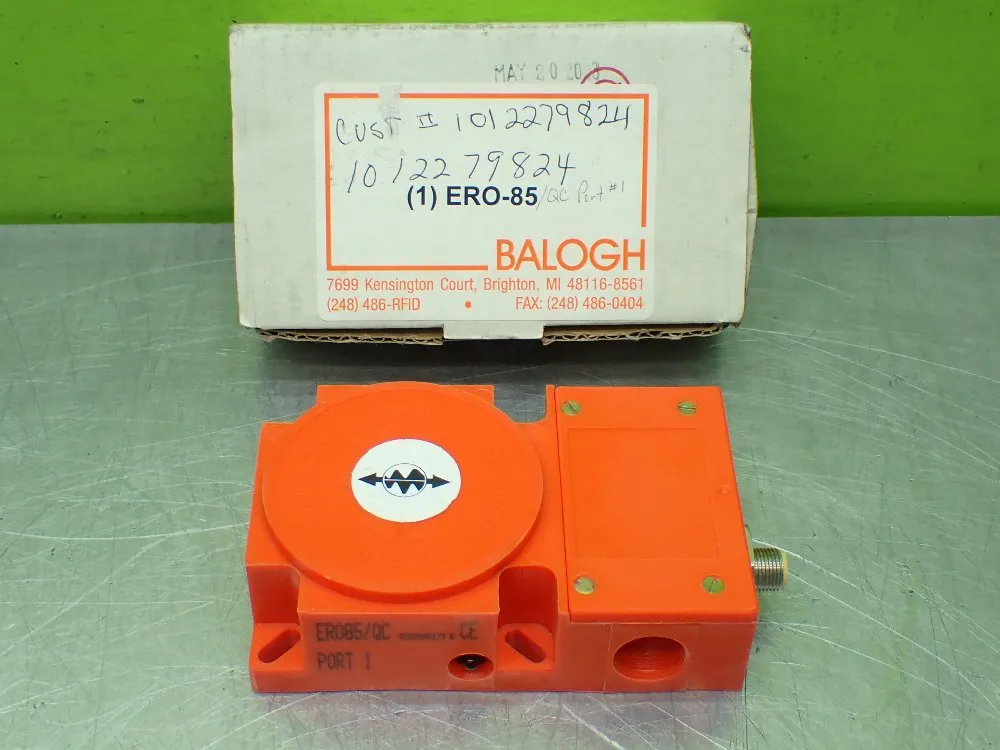 MAY 20
CUST # 1012279824
1012279824
(1) ERO-85/QC Port #1
BALOGH
7699 Kensington Court, Brighton, MI 48116-8561
(248) 486-RFID • FAX: (248) 486-0404
ERO85/QC CE
PORT 1